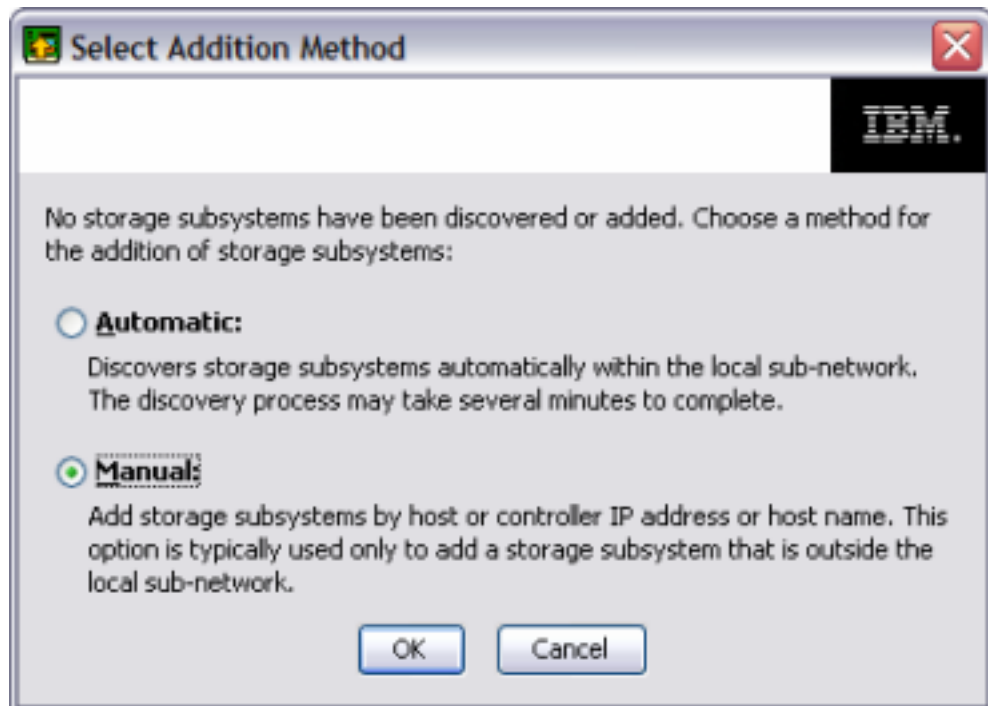 Select Addition Method
IBM.
No storage subsystems have been discovered or added. Choose a method for
the addition of storage subsystems:
Automatic:
Discovers storage subsystems automatically within the local sub-network.
The discovery process may take several minutes to complete.
Manual:
Add storage subsystems by host or controller IP address or host name. This
option is typically used only to add a storage subsystem that is outside the
local sub-network.
OK
Cancel